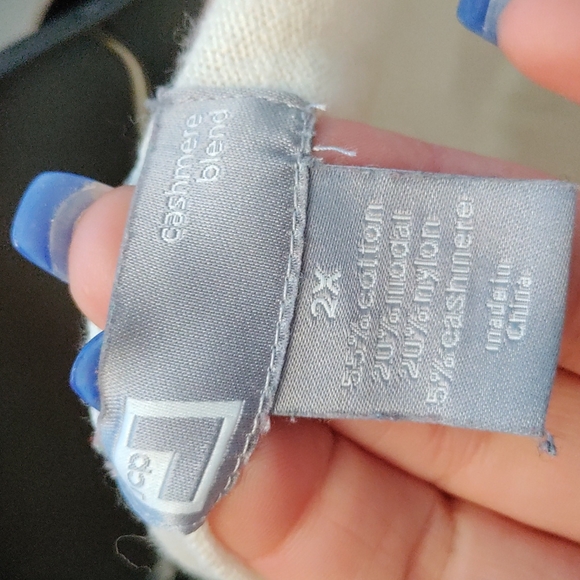 cashmere
blend
2X
55% cotton
20% modal
20% nylon
5% cashmere
made in
China